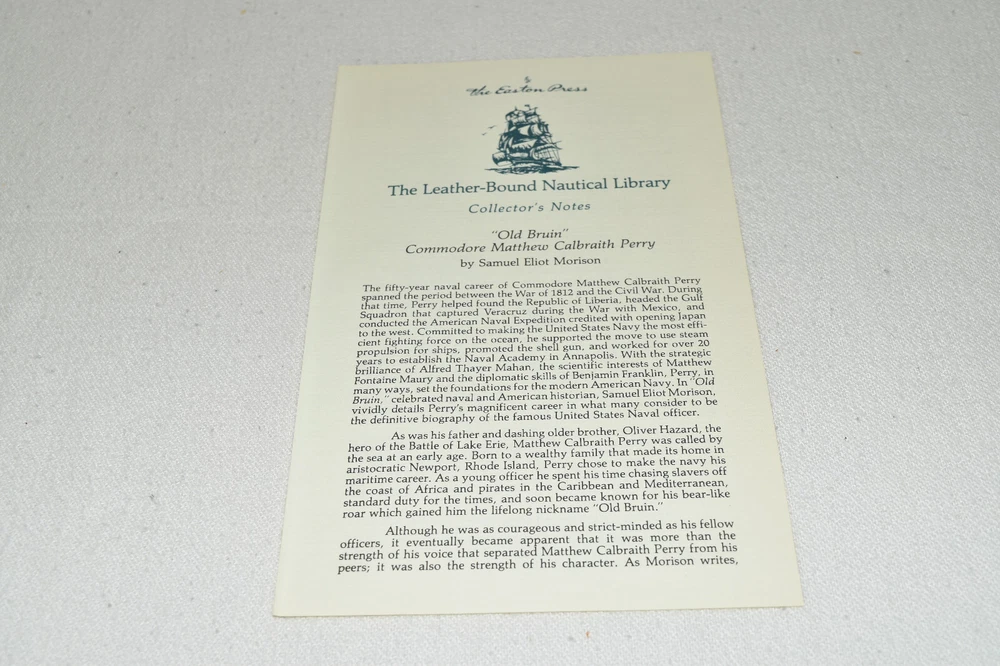 The Easton Press
The Leather-Bound Nautical Library
Collector's Notes
"Old Bruin"
Commodore Matthew Calbraith Perry
by Samuel Eliot Morison
The fifty-year naval career of Commodore Matthew Calbraith Perry
spanned the period between the War of 1812 and the Civil War. During
that time, Perry helped found the Republic of Liberia, headed the Gulf
Squadron that captured Veracruz during the War with Mexico, and
conducted the American Naval Expedition credited with opening Japan
to the west. Committed to making the United States Navy the most effi-
cient fighting force on the ocean, he supported the move to use steam
propulsion for ships, promoted the shell gun, and worked for over 20
years to establish the Naval Academy in Annapolis. With the strategic
brilliance of Alfred Thayer Mahan, the scientific interests of Matthew
Fontaine Maury and the diplomatic skills of Benjamin Franklin, Perry, in
many ways, set the foundations for the modern American Navy. In "Old
Bruin," celebrated naval and American historian, Samuel Eliot Morison,
vividly details Perry's magnificent career in what many consider to be
the definitive biography of the famous United States Naval officer.
As was his father and dashing older brother, Oliver Hazard, the
hero of the Battle of Lake Erie, Matthew Calbraith Perry was called by
the sea at an early age. Born to a wealthy family that made its home in
aristocratic Newport, Rhode Island, Perry chose to make the navy his
maritime career. As a young officer he spent his time chasing slavers off
the coast of Africa and pirates in the Caribbean and Mediterranean,
standard duty for the times, and soon became known for his bear-like
roar which gained him the lifelong nickname "Old Bruin."
Although he was as courageous and strict-minded as his fellow
officers, it eventually became apparent that it was more than the
strength of his voice that separated Matthew Calbraith Perry from his
peers; it was also the strength of his character. As Morison writes,